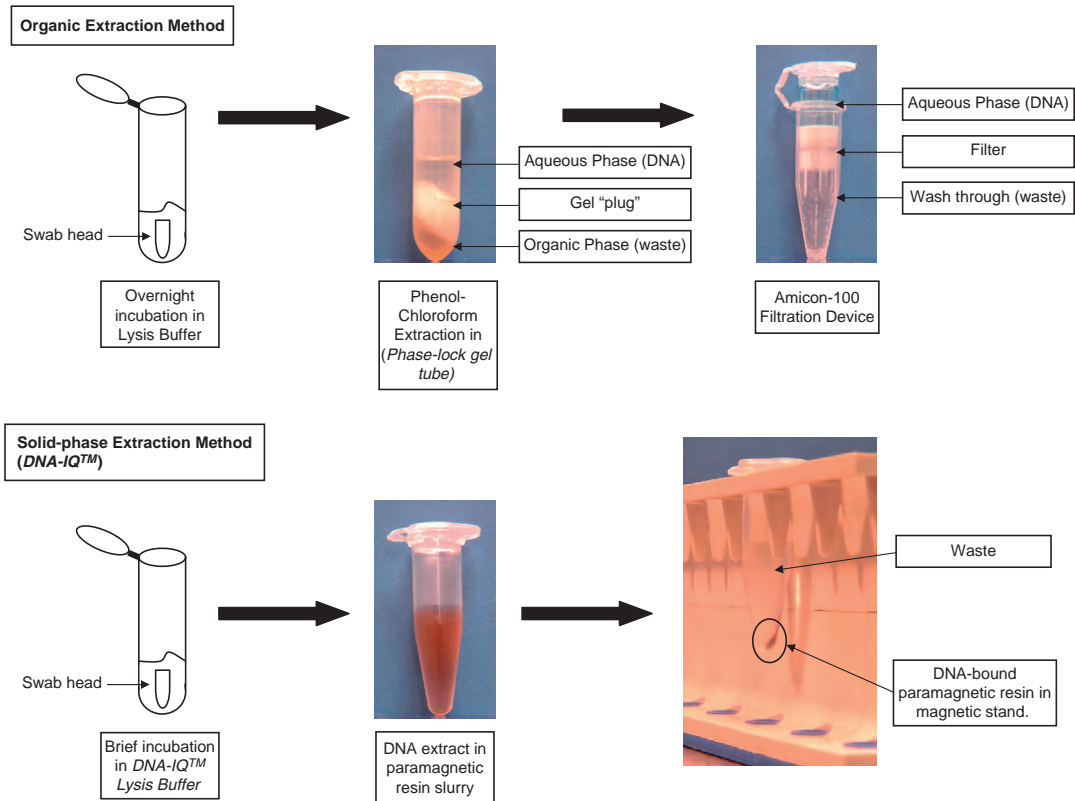 Organic Extraction Method
Swab head
Overnight
incubation in
Lysis Buffer
Aqueous Phase (DNA)
Gel “plug”
Organic Phase (waste)
Phenol-
Chloroform
Extraction in
(Phase-lock gel
tube)
Aqueous Phase (DNA)
Filter
Wash through (waste)
Amicon-100
Filtration Device
Solid-phase Extraction Method
(DNA-IQTM)
Swab head
Brief incubation
in DNA-IQTM
Lysis Buffer
DNA extract in
paramagnetic
resin slurry
Waste
DNA-bound
paramagnetic resin in
magnetic stand.